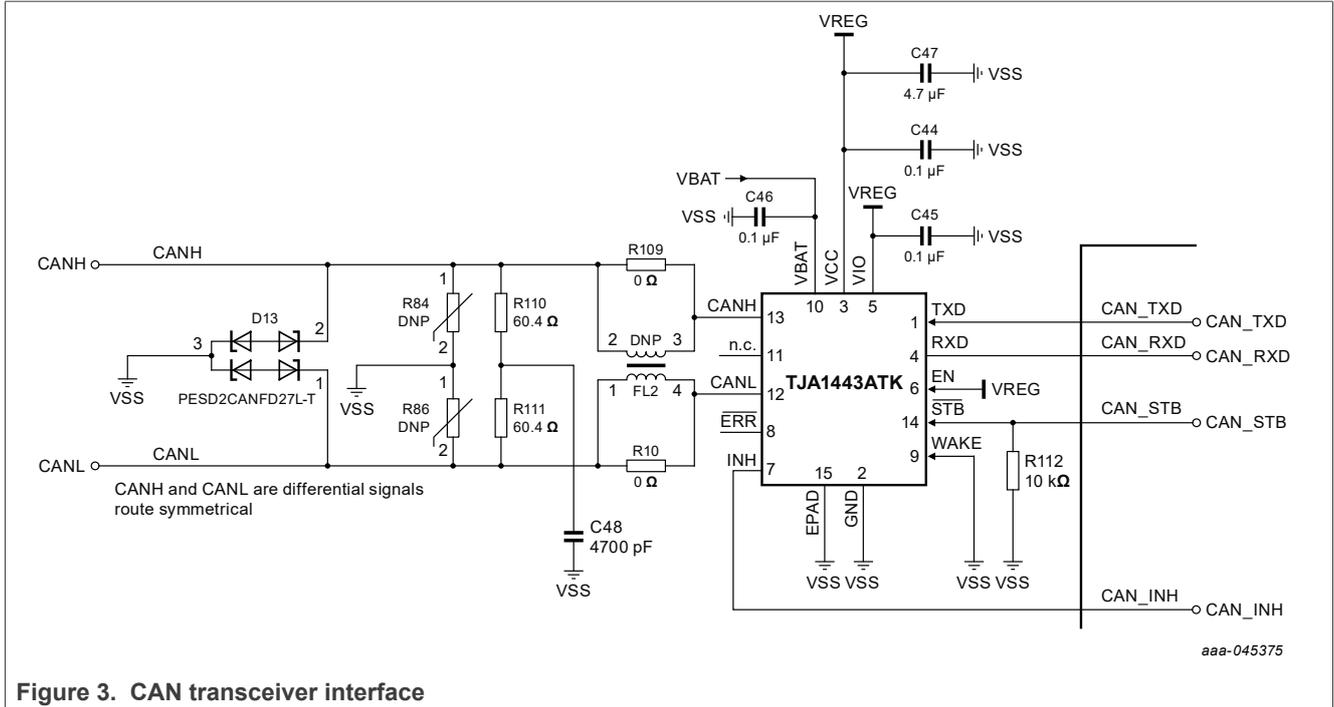 VREG
C47
VSS
4.7 µF
C44
VSS
0.1 µF
VBAT
C46
VSS
0.1 µF
VREG
C45
VSS
0.1 µF
VBAT
VCC
VIO
CANH
CANH
R109
0 Ω
D13
2
3
1
VSS
PESD2CANFD27L-T
1
R84
DNP
2
R110
60.4 Ω
VSS
1
R86
DNP
2
R111
60.4 Ω
2
DNP
3
1
FL2
4
R10
0 Ω
CANL
CANL
CANH and CANL are differential signals
route symmetrical
C48
4700 pF
VSS
CANH
n.c.
CANL
ERR
INH
10
3
5
13
11
12
8
7
TJA1443ATK
1
4
6
14
9
15
2
TXD
RXD
EN
STB
WAKE
VREG
EPAD
GND
VSS
VSS
VSS
VSS
R112
10 kΩ
CAN_TXD
CAN_TXD
CAN_RXD
CAN_RXD
CAN_STB
CAN_STB
CAN_INH
CAN_INH
aaa-045375
Figure 3. CAN transceiver interface